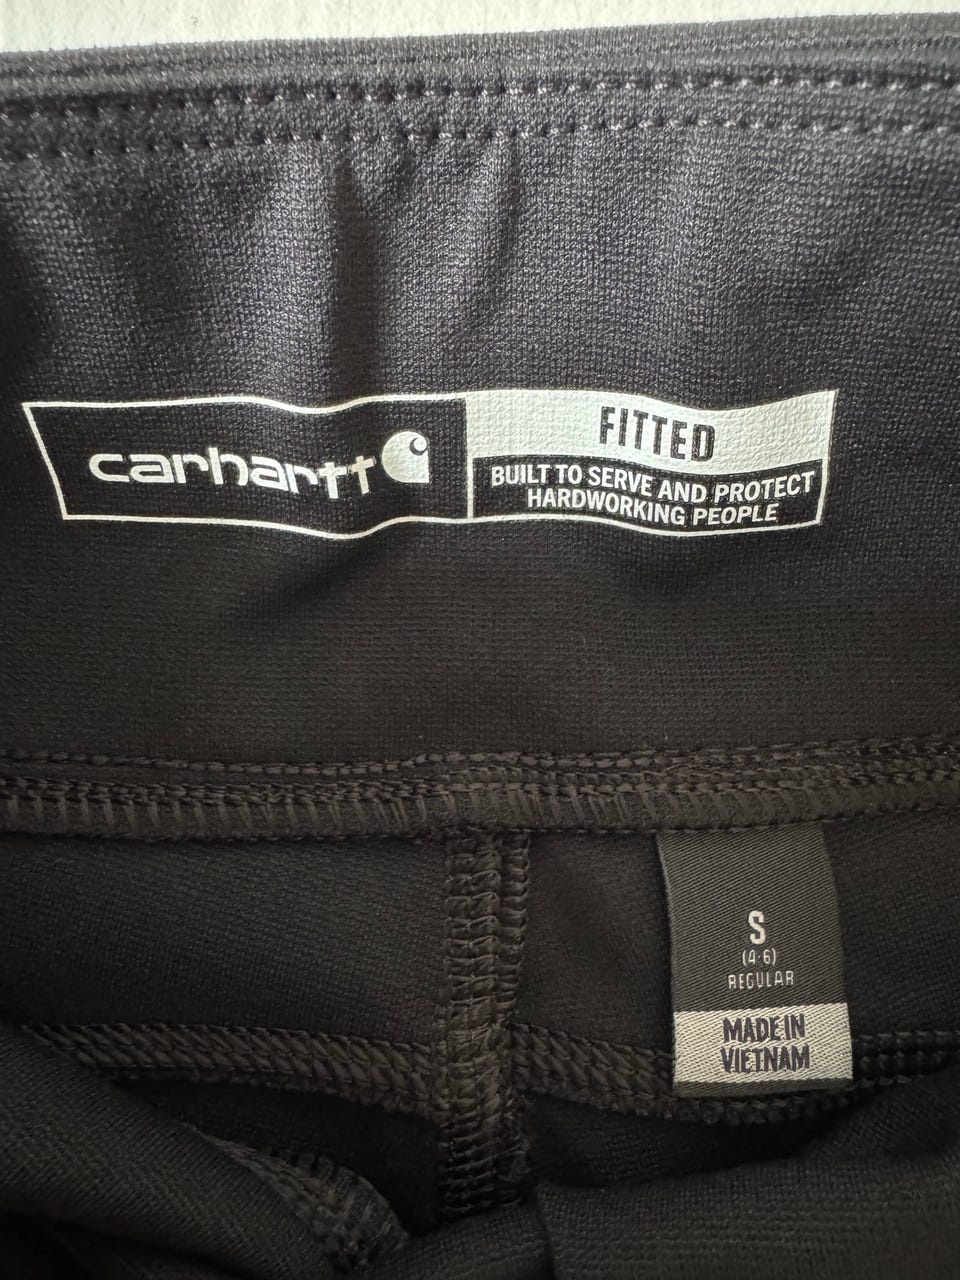 carhartt
FITTED
BUILT TO SERVE AND PROTECT
HARDWORKING PEOPLE
S
(4-6)
REGULAR
MADE IN
VIETNAM